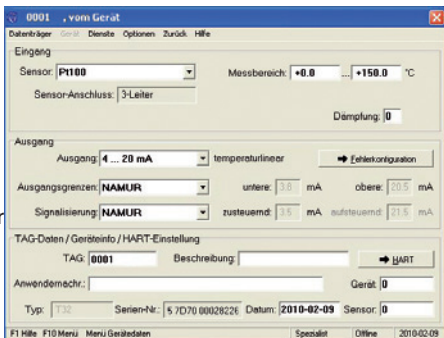 0001 , vom Gerät
Datenträger Gerät Dienste Optionen Zurück Hilfe
Eingang
Sensor: Pt100 Messbereich: +0.0 ... +150.0 °C
Sensor-Anschluss: 3-Leiter
Dämpfung: 0
Ausgang
Ausgang: 4 ... 20 mA temperaturlinear Fehlerkonfiguration
Ausgangsgrenzen: NAMUR untere: 3.8 mA obere: 20.5 mA
Signalisierung: NAMUR zusteuernd: 3.5 mA aufsteuernd: 21.5 mA
TAG-Daten / Geräteinfo / HART-Einstellung
TAG: 0001 Beschreibung: HART
Anwendernachr.: Gerät: 0
Typ: T32 Serien-Nr.: 5 7D70 00028226 Datum: 2010-02-09 Sensor: 0
F1 Hilfe F10 Menü Menü Gerätedaten Spezialist Offline 2010-02-09